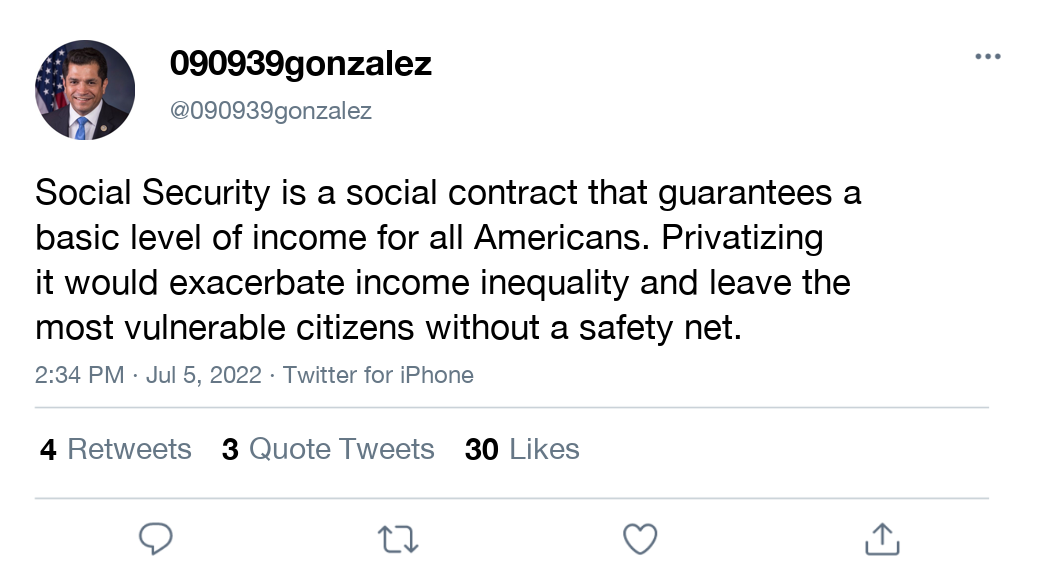 090939gonzalez
@090939gonzalez
Social Security is a social contract that guarantees a
basic level of income for all Americans. Privatizing
it would exacerbate income inequality and leave the
most vulnerable citizens without a safety net.
2:34 PM · Jul 5, 2022 · Twitter for iPhone
4 Retweets 3 Quote Tweets 30 Likes